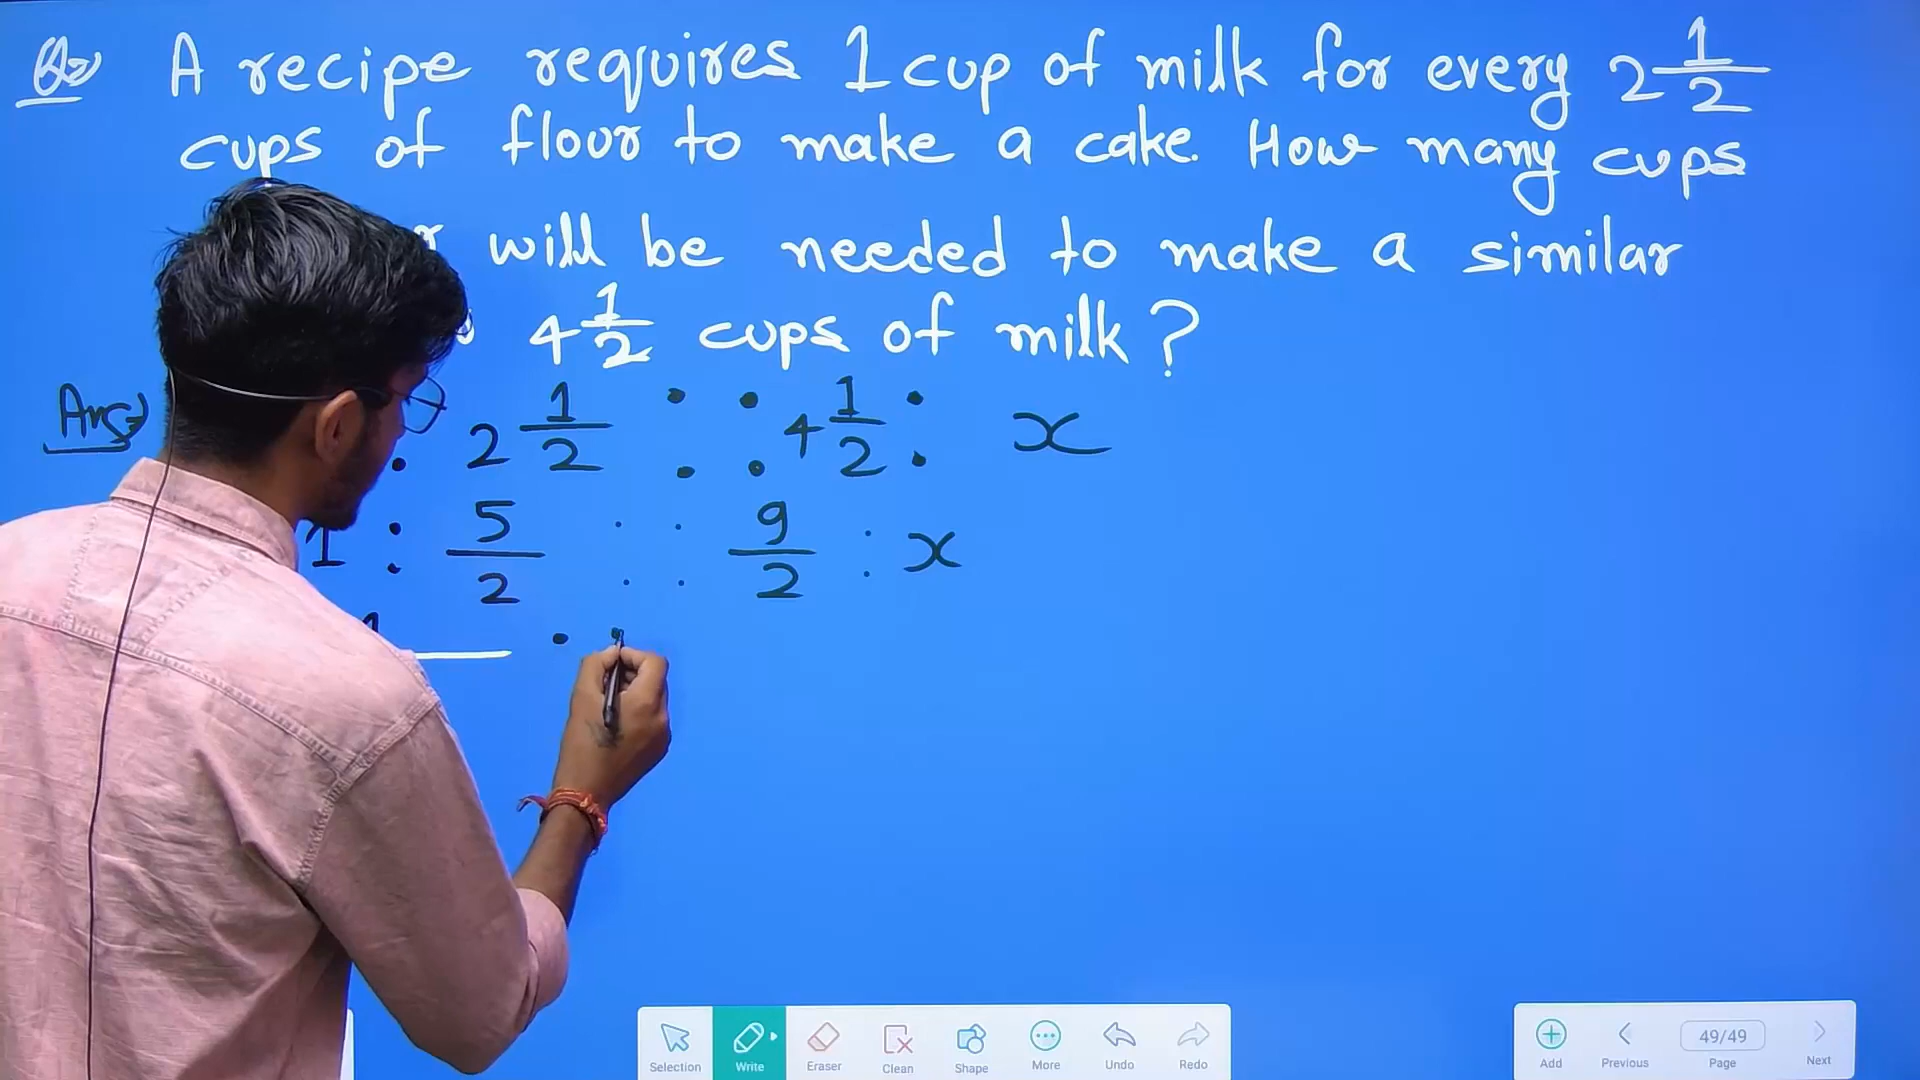 Q A recipe requires 1 cup of milk for every 2 1/2
cups of flour to make a cake. How many cups
will be needed to make a similar
4 1/2 cups of milk?
Ans 2 1/2 :: 4 1/2 : x
1 : 5/2 :: 9/2 : x
1
Selection Write Eraser Clean Shape More Undo Redo
Add Previous 49/49 Page Next